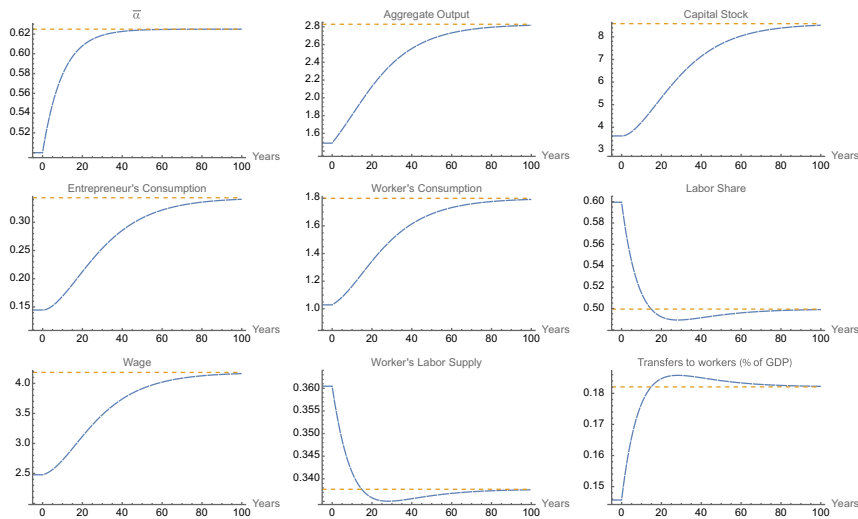 α̅
0.62
0.60
0.58
0.56
0.54
0.52
0 20 40 60 80 100 Years
Aggregate Output
2.8
2.6
2.4
2.2
2.0
1.8
1.6
0 20 40 60 80 100 Years
Capital Stock
8
7
6
5
4
3
0 20 40 60 80 100 Years
Entrepreneur's Consumption
0.30
0.25
0.20
0.15
0 20 40 60 80 100 Years
Worker's Consumption
1.8
1.6
1.4
1.2
1.0
0 20 40 60 80 100 Years
Labor Share
0.60
0.58
0.56
0.54
0.52
0.50
0 20 40 60 80 100 Years
Wage
4.0
3.5
3.0
2.5
0 20 40 60 80 100 Years
Worker's Labor Supply
0.360
0.355
0.350
0.345
0.340
0 20 40 60 80 100 Years
Transfers to workers (% of GDP)
0.18
0.17
0.16
0.15
0 20 40 60 80 100 Years